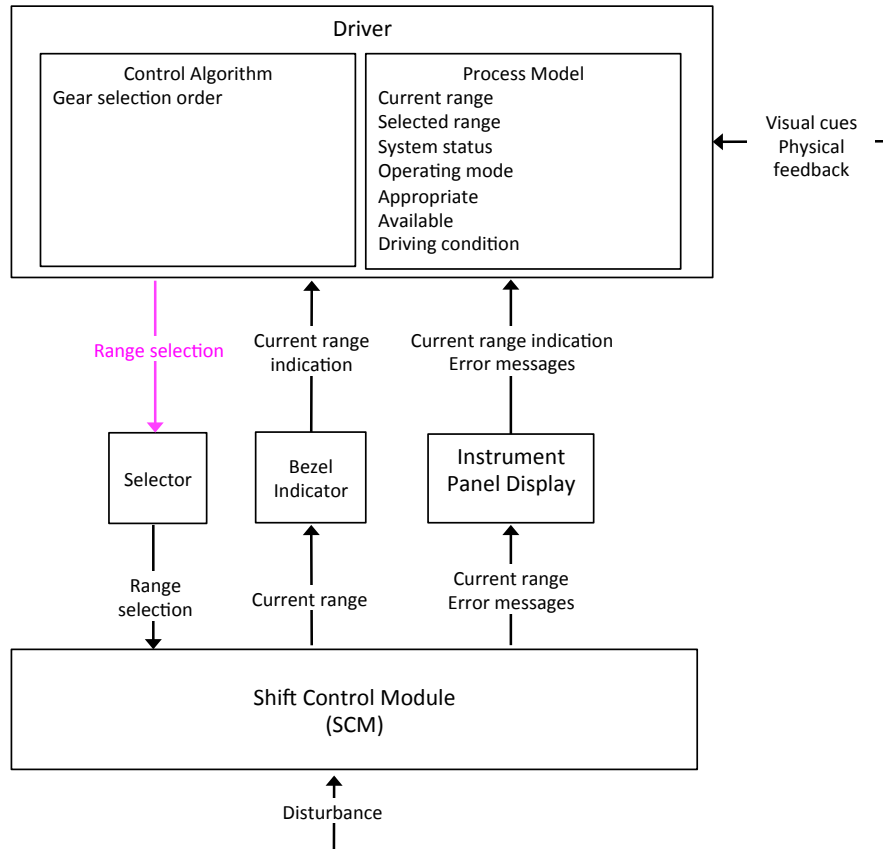 Driver
Control Algorithm
Gear selection order
Process Model
Current range
Selected range
System status
Operating mode
Appropriate
Available
Driving condition
Visual cues
Physical
feedback
Range selection
Current range
indication
Current range indication
Error messages
Selector
Bezel
Indicator
Instrument
Panel Display
Range
selection
Current range
Current range
Error messages
Shift Control Module
(SCM)
Disturbance